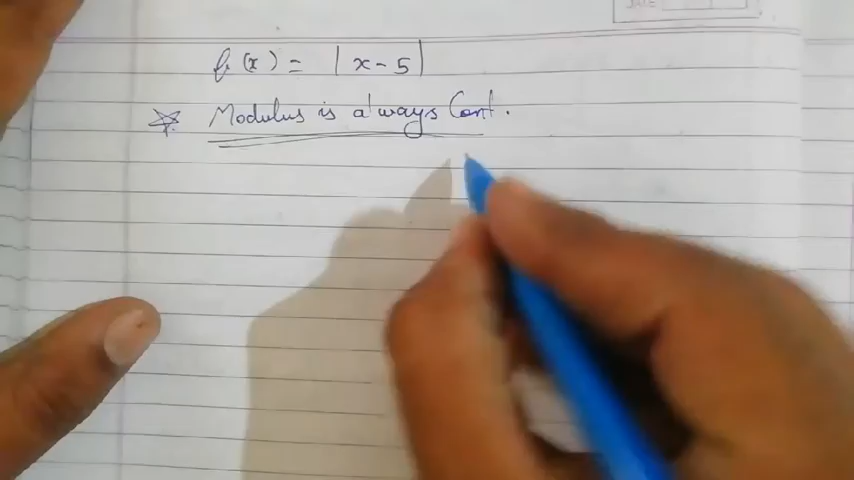 f(x) = |x-5|
Modulus is always Cont.